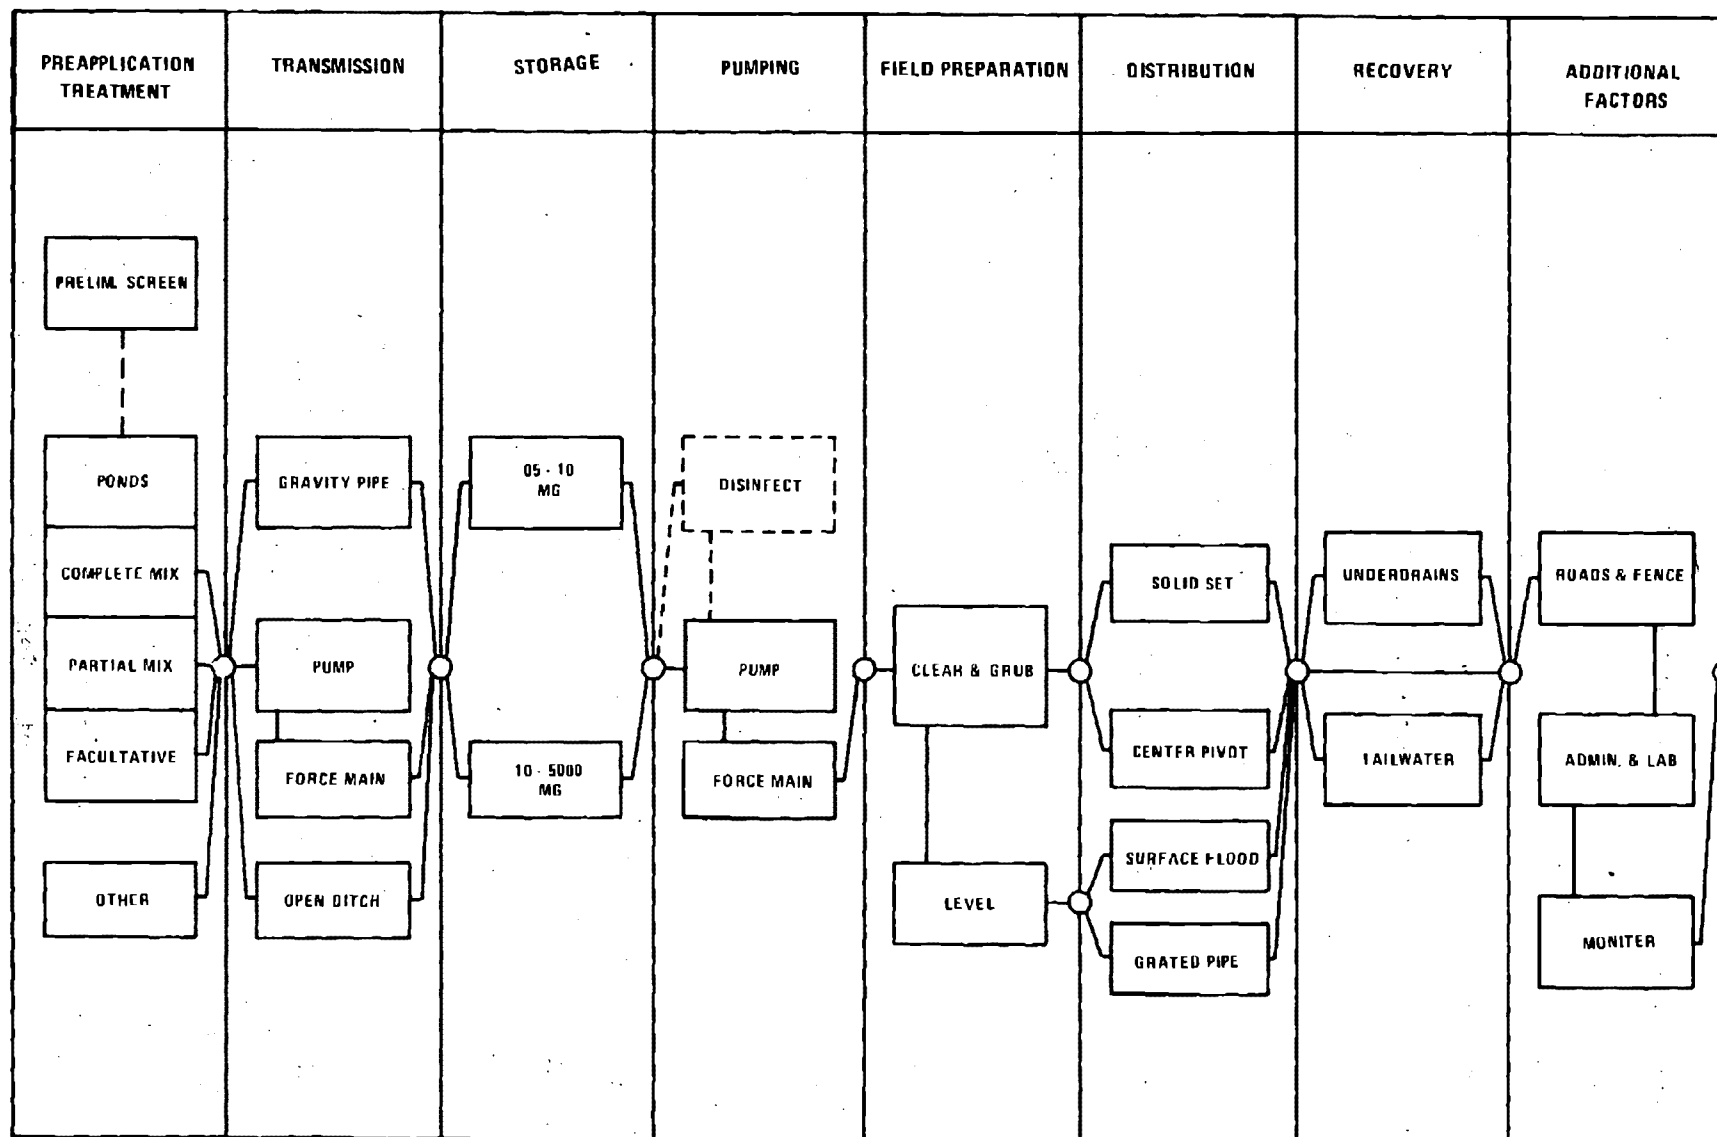 PREAPPLICATION
TREATMENT
TRANSMISSION
STORAGE
PUMPING
FIELD PREPARATION
DISTRIBUTION
RECOVERY
ADDITIONAL
FACTORS
PRELIM. SCREEN
PONDS
COMPLETE MIX
PARTIAL MIX
FACULTATIVE
OTHER
GRAVITY PIPE
PUMP
FORCE MAIN
OPEN DITCH
05 - 10
MG
10 - 5000
MG
DISINFECT
PUMP
FORCE MAIN
CLEAR & GRUB
LEVEL
SOLID SET
CENTER PIVOT
SURFACE FLOOD
GRATED PIPE
UNDERDRAINS
TAILWATER
ROADS & FENCE
ADMIN. & LAB
MONITER